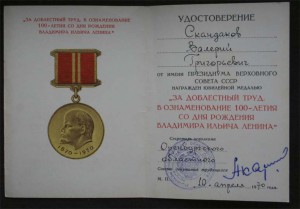 „ЗА ДОБЛЕСТНЫЙ ТРУД.
В ОЗНАМЕНОВАНИЕ
100-ЛЕТИЯ СО ДНЯ РОЖДЕНИЯ
ВЛАДИМИРА ИЛЬИЧА ЛЕНИНА"
1870-1970
УДОСТОВЕРЕНИЕ
Скандаков
Валерий
Григорьевич
от имени ПРЕЗИДИУМА ВЕРХОВНОГО
СОВЕТА СССР
НАГРАЖДЕН ЮБИЛЕЙНОЙ МЕДАЛЬЮ
„ЗА ДОБЛЕСТНЫЙ ТРУД.
В ОЗНАМЕНОВАНИЕ 100-ЛЕТИЯ
СО ДНЯ РОЖДЕНИЯ
ВЛАДИМИРА ИЛЬИЧА ЛЕНИНА"
Оренбургского
областного
М. П.
10 апреля 1970 г.